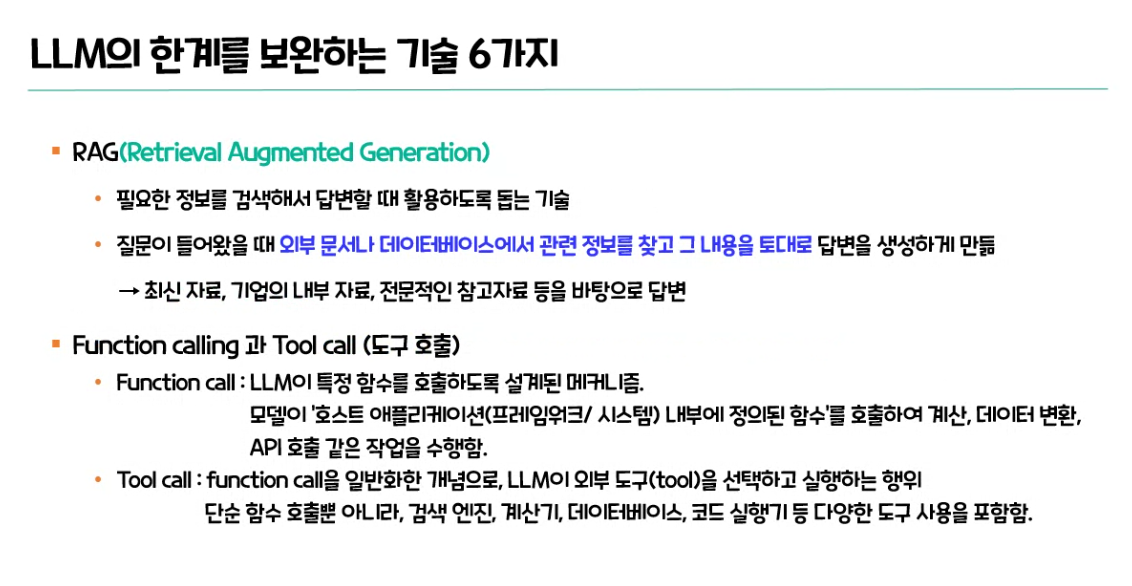 LLM의 한계를 보완하는 기술 6가지
▪ RAG(Retrieval Augmented Generation)
• 필요한 정보를 검색해서 답변할 때 활용하도록 돕는 기술
• 질문이 들어왔을 때 외부 문서나 데이터베이스에서 관련 정보를 찾고 그 내용을 토대로 답변을 생성하게 만듦
→ 최신 자료, 기업의 내부 자료, 전문적인 참고자료 등을 바탕으로 답변
▪ Function calling 과 Tool call (도구 호출)
• Function call : LLM이 특정 함수를 호출하도록 설계된 메커니즘.
모델이 '호스트 애플리케이션(프레임워크/ 시스템) 내부에 정의된 함수'를 호출하여 계산, 데이터 변환,
API 호출 같은 작업을 수행함.
• Tool call : function call을 일반화한 개념으로, LLM이 외부 도구(tool)을 선택하고 실행하는 행위
단순 함수 호출뿐 아니라, 검색 엔진, 계산기, 데이터베이스, 코드 실행기 등 다양한 도구 사용을 포함함.